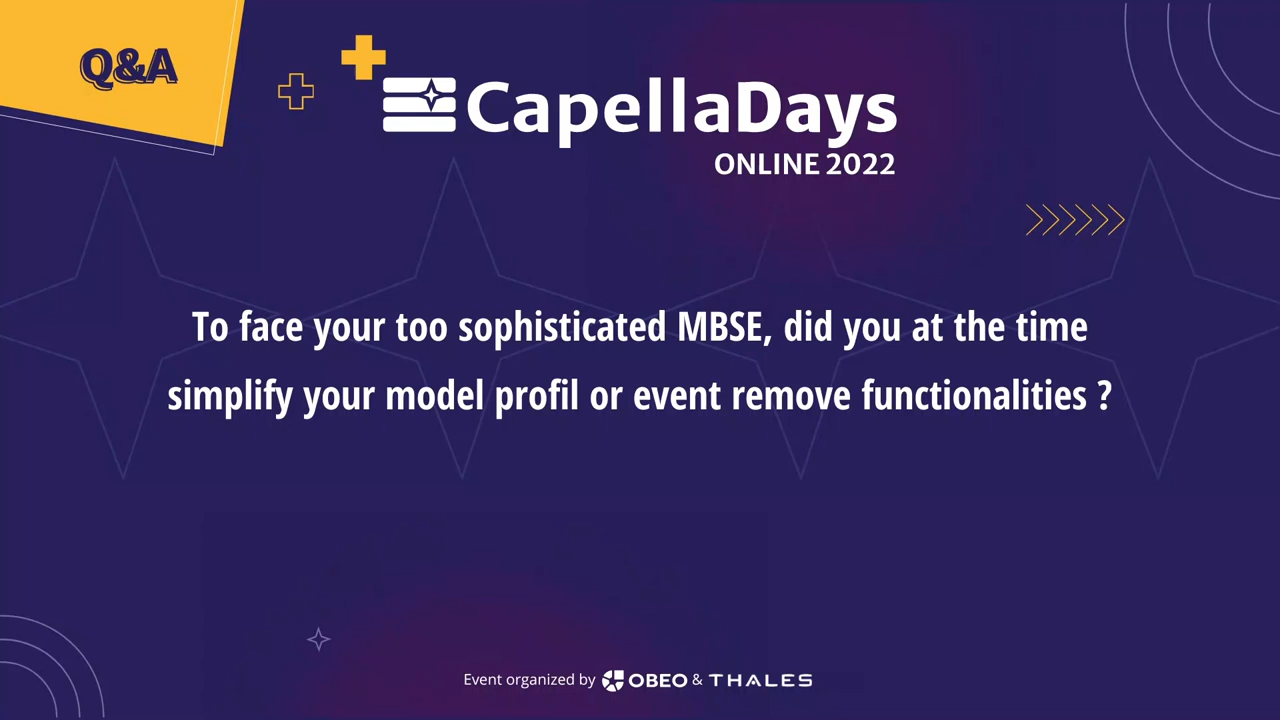 Q&A
CapellaDays
ONLINE 2022
To face your too sophisticated MBSE, did you at the time
simplify your model profil or event remove functionalities ?
Event organized by OBEO & THALES